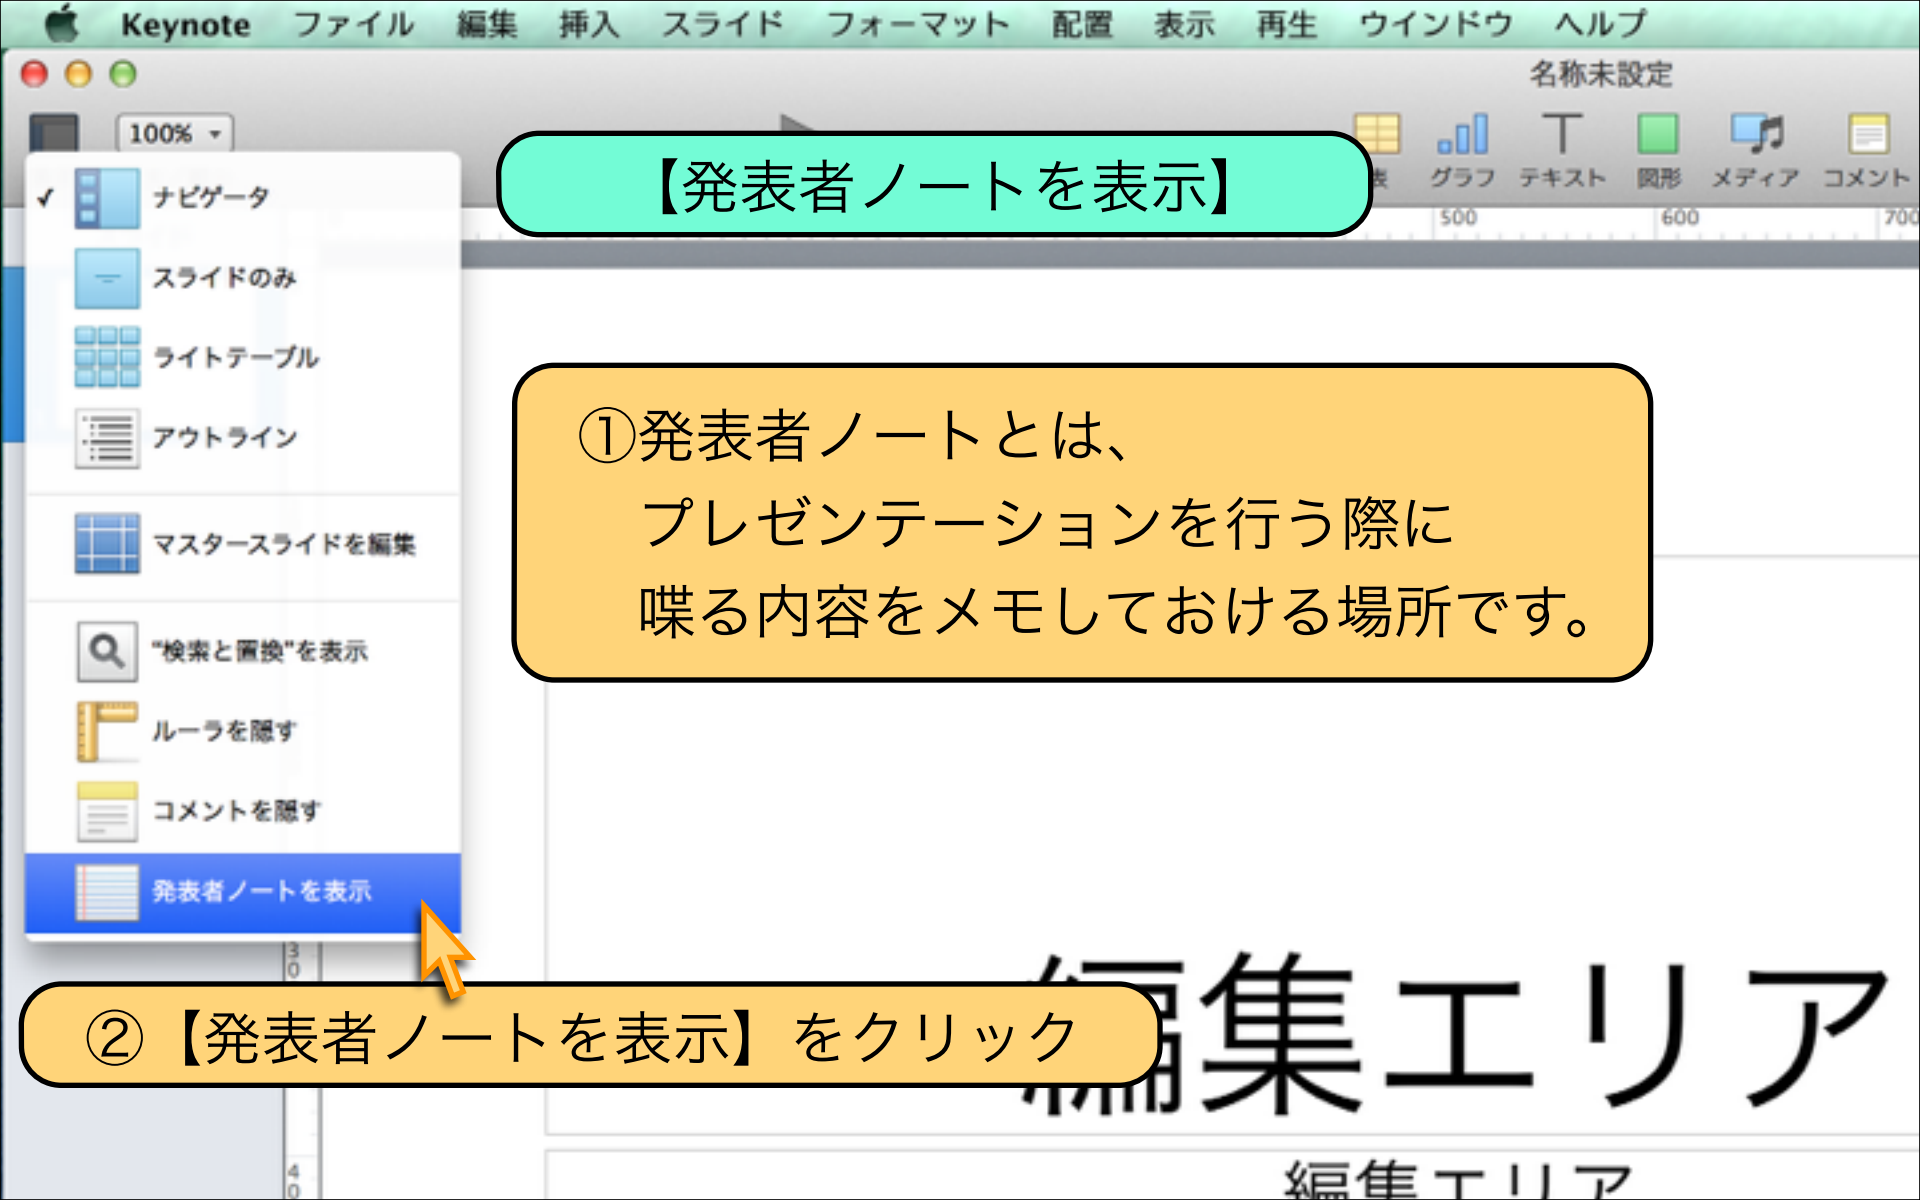 Keynote ファイル 編集 挿入 スライド フォーマット 配置 表示 再生 ウインドウ ヘルプ
名称未設定
100%
表 グラフ テキスト 図形 メディア コメント
【発表者ノートを表示】
500 600 700
✓ ナビゲータ
スライドのみ
ライトテーブル
アウトライン
マスタースライドを編集
"検索と置換"を表示
ルーラを隠す
コメントを隠す
発表者ノートを表示
①発表者ノートとは、
プレゼンテーションを行う際に
喋る内容をメモしておける場所です。
30
②【発表者ノートを表示】をクリック
編集エリア
40
編集エリア